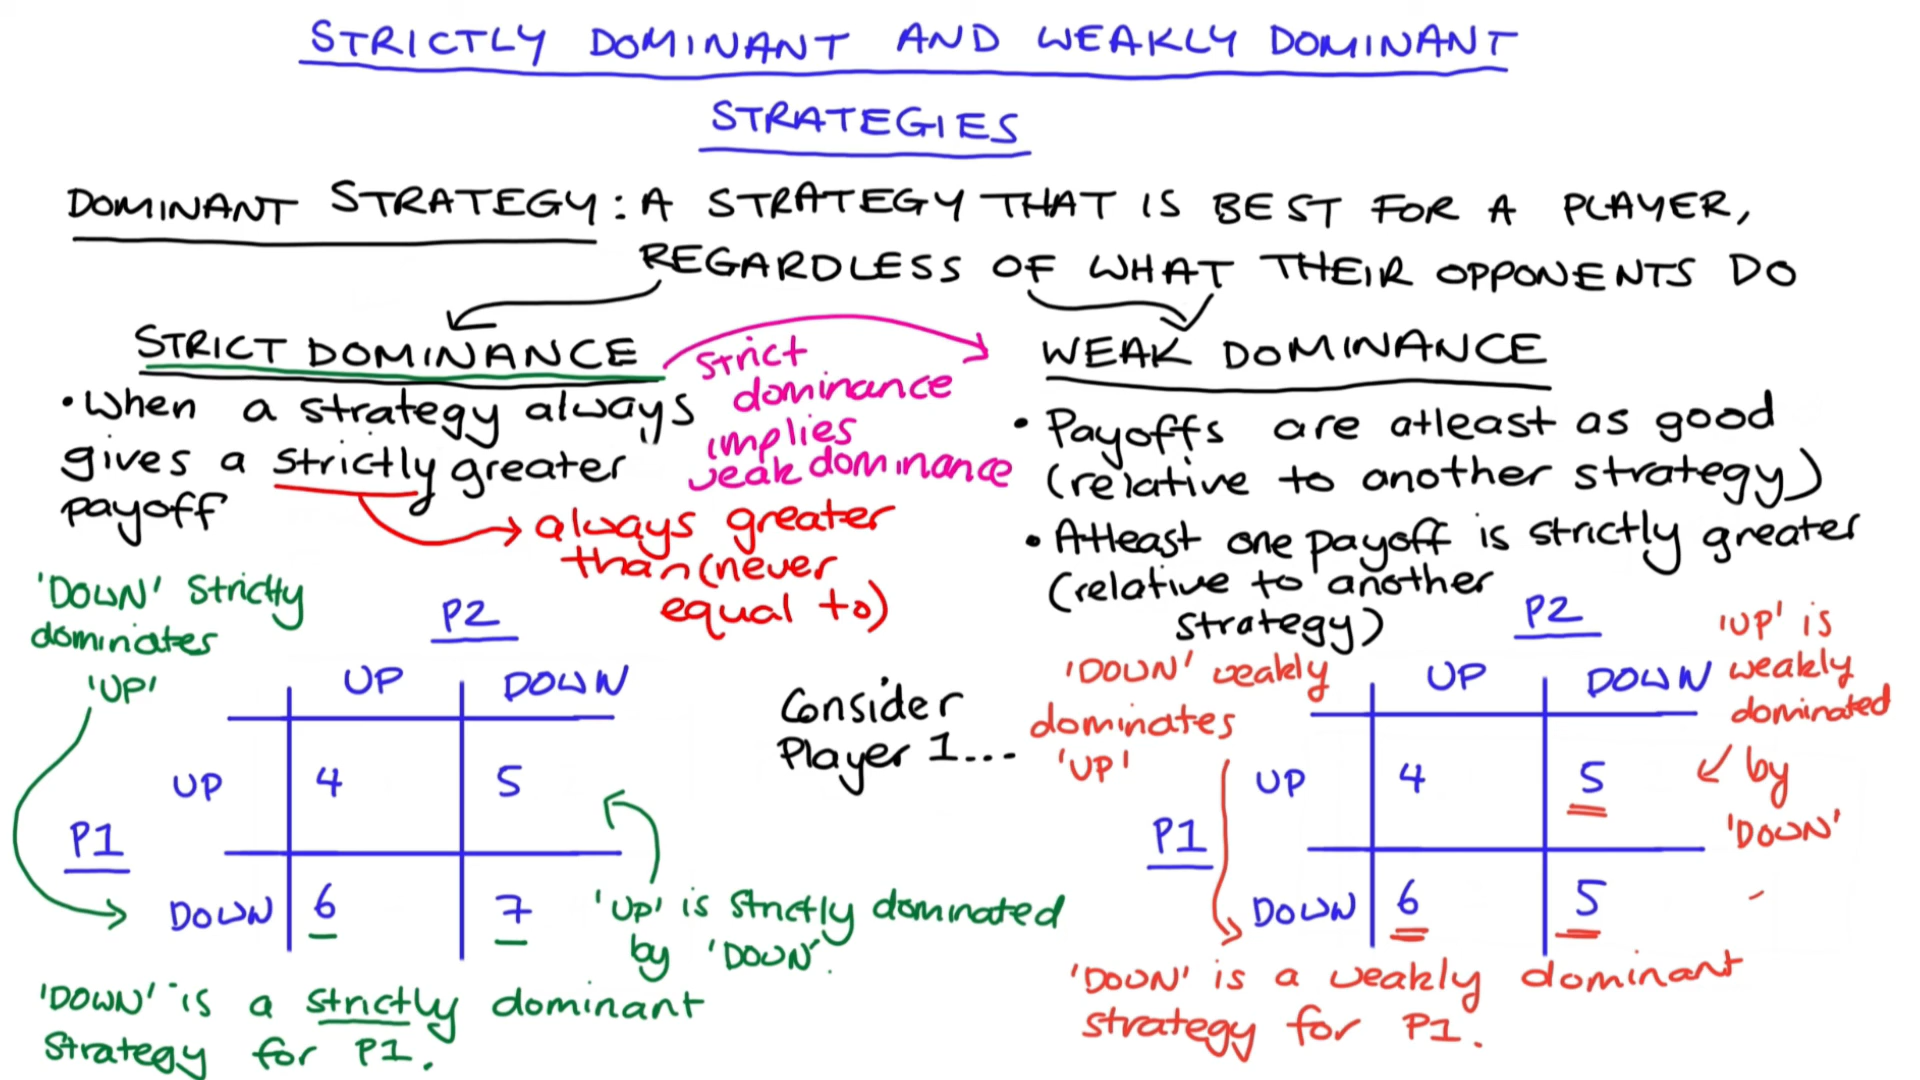 STRICTLY DOMINANT AND WEAKLY DOMINANT
STRATEGIES
DOMINANT STRATEGY: A STRATEGY THAT IS BEST FOR A PLAYER,
REGARDLESS OF WHAT THEIR OPPONENTS DO
STRICT DOMINANCE
• When a strategy always
gives a strictly greater
payoff
always greater
than (never
equal to)
strict
dominance
implies
weak dominance
WEAK DOMINANCE
• Payoffs are atleast as good
(relative to another strategy)
• Atleast one payoff is strictly greater
(relative to another
strategy)
'DOWN' strictly
dominates
'UP'
P2
UP DOWN
UP 4 5
P1
DOWN 6 7
'UP' is strictly dominated
by 'DOWN'.
'DOWN' is a strictly dominant
strategy for P1.
Consider
Player 1...
'DOWN' weakly
dominates
'UP'
P2
UP DOWN
UP 4 5
P1
DOWN 6 5
'UP' is
weakly
dominated
by
'DOWN'
'DOWN' is a weakly dominant
strategy for P1.